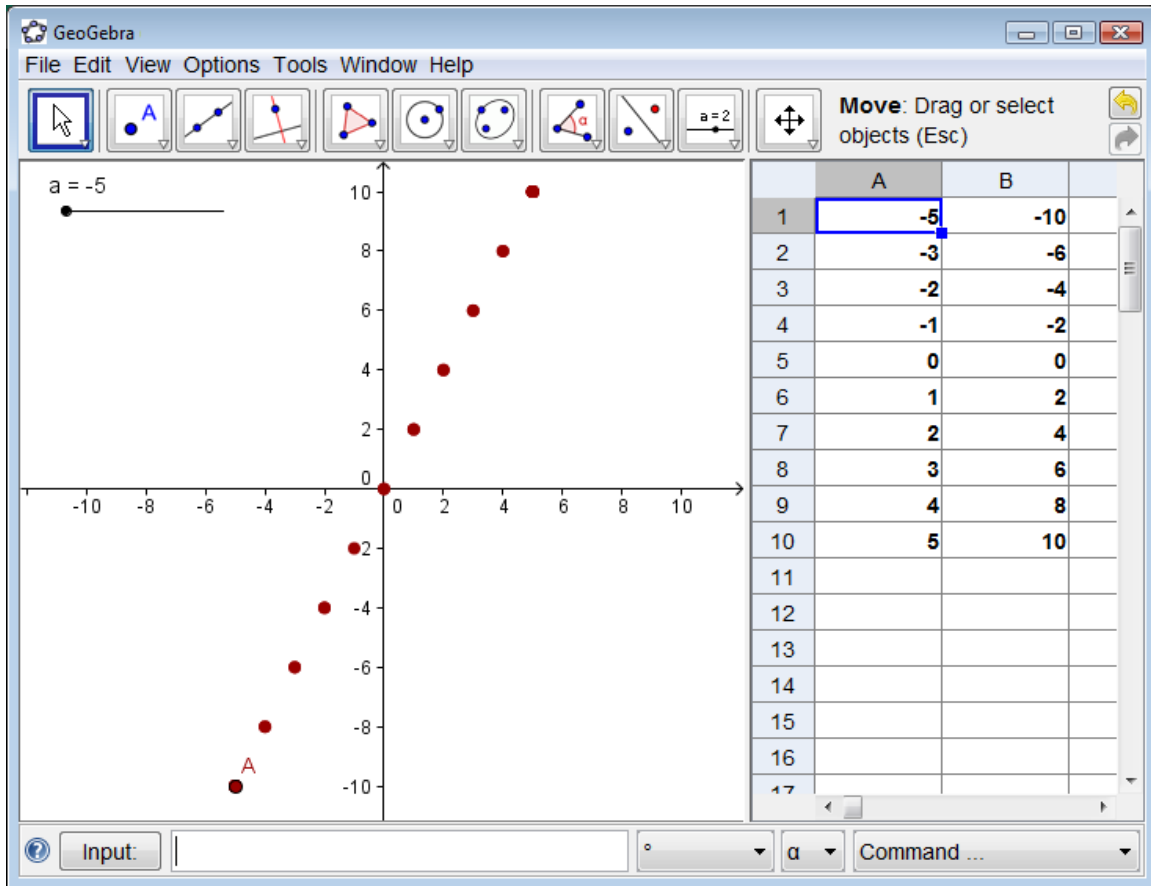 GeoGebra
File Edit View Options Tools Window Help
A
α
a = 2
Move: Drag or select
objects (Esc)
a = -5
10
8
6
4
2
0
-10 -8 -6 -4 -2 0 2 4 6 8 10
-2
-4
-6
-8
-10
A
A B
1 -5 -10
2 -3 -6
3 -2 -4
4 -1 -2
5 0 0
6 1 2
7 2 4
8 3 6
9 4 8
10 5 10
11
12
13
14
15
16
17
Input: ° α Command ...